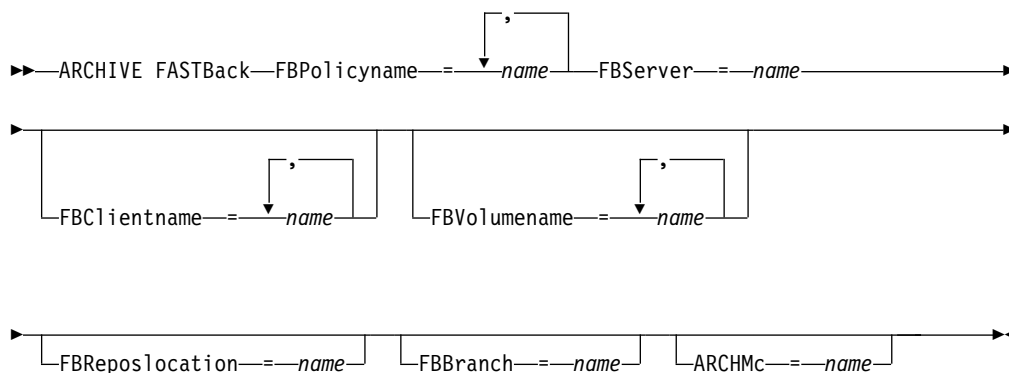 ,
ARCHIVE FASTBack FBPolicyname = name FBServer = name
, ,
FBClientname = name FBVolumename = name
FBReposlocation = name FBBranch = name ARCHMc = name